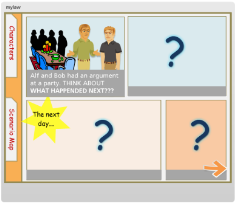 mylaw
Characters
Alf and Bob had an argument
at a party. THINK ABOUT
WHAT HAPPENDED NEXT???
?
Scenario Map
The next
day...
?
?